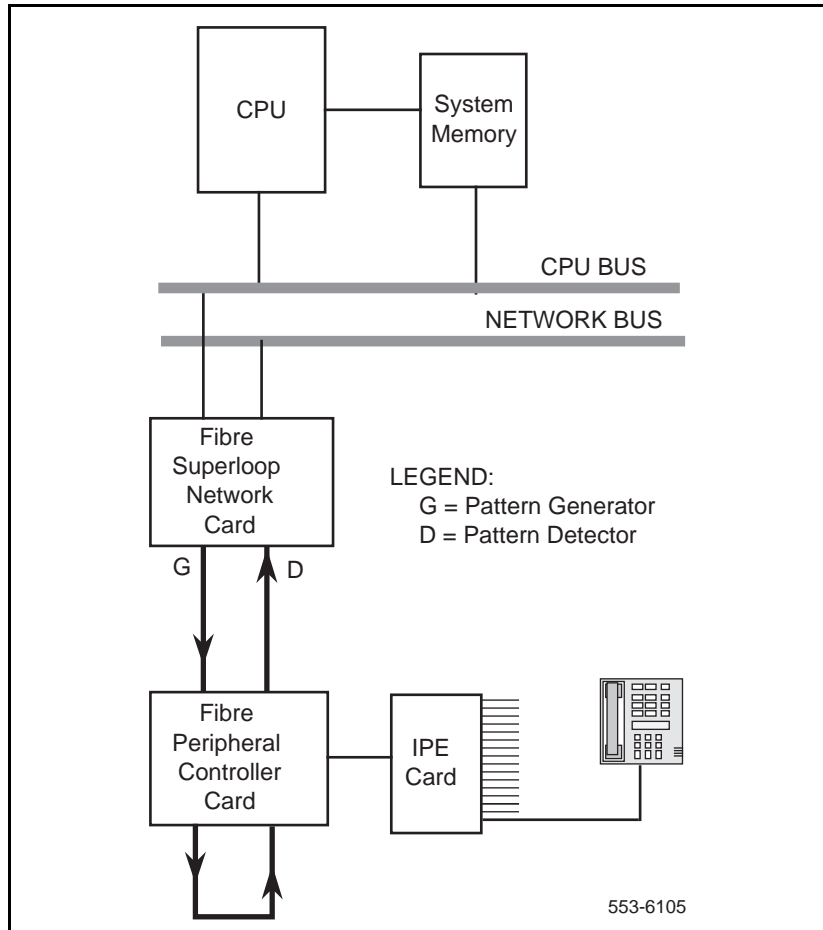 CPU
System
Memory
CPU BUS
NETWORK BUS
Fibre
Superloop
Network
Card
LEGEND:
G = Pattern Generator
D = Pattern Detector
G
D
Fibre
Peripheral
Controller
Card
IPE
Card
553-6105